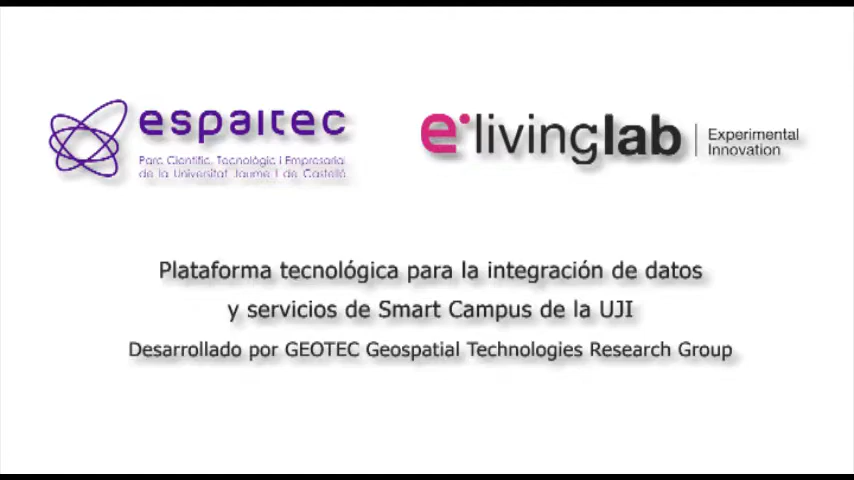 espaitec
Parc Científic, Tecnològic i Empresarial
de la Universitat Jaume I de Castelló
e·livinglab
Experimental
Innovation
Plataforma tecnológica para la integración de datos
y servicios de Smart Campus de la UJI
Desarrollado por GEOTEC Geospatial Technologies Research Group